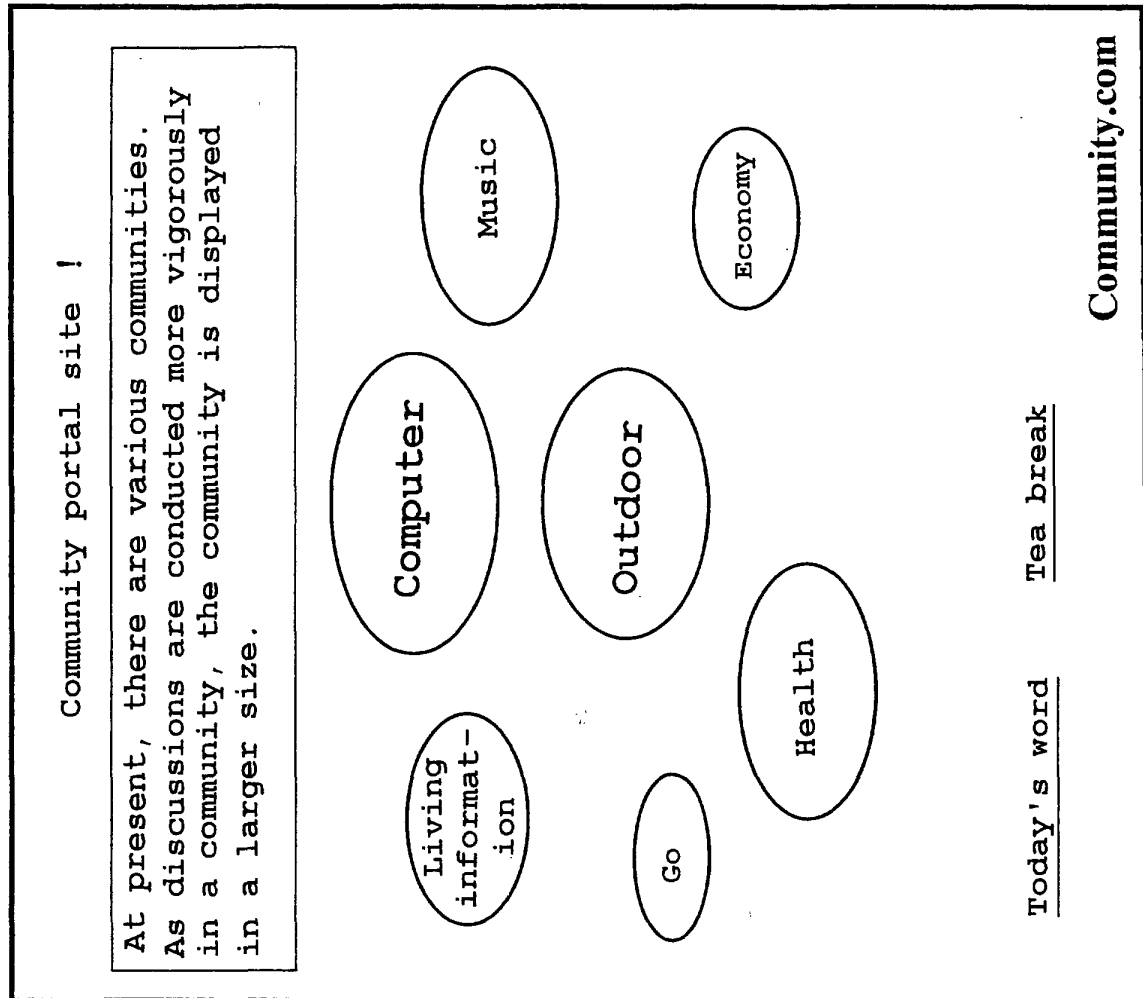 Community portal site !
At present, there are various communities.
As discussions are conducted more vigorously
in a community, the community is displayed
in a larger size.
Computer
Music
Living
informat-
ion
Outdoor
Economy
Go
Health
Today's word
Tea break
Community.com